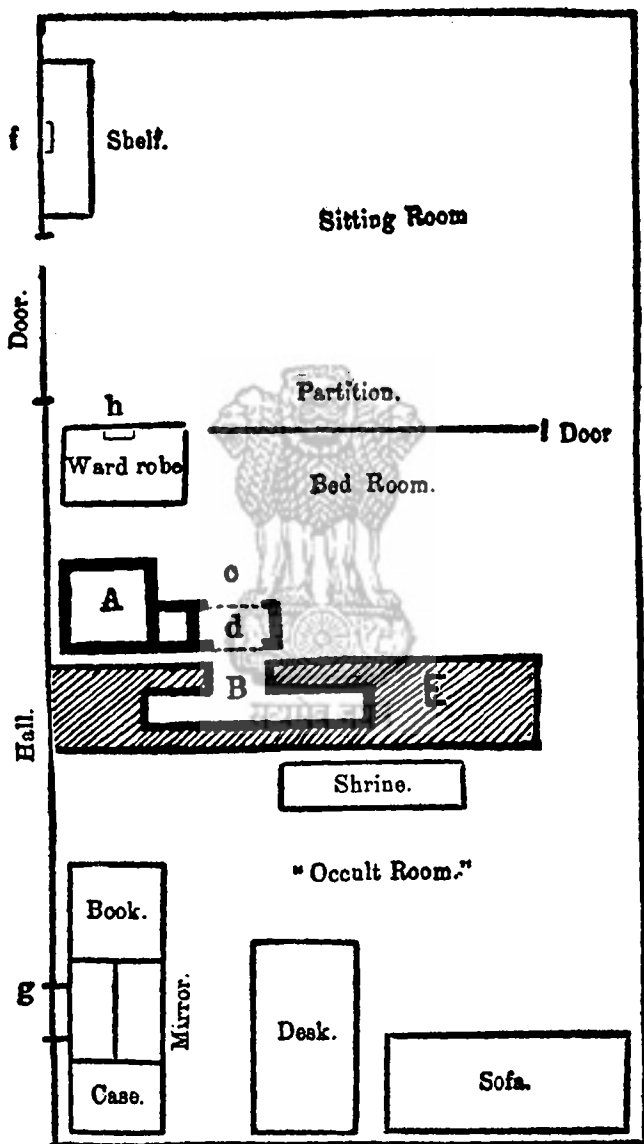 Shelf.
Sitting Room
Door.
Partition.
h
Door
Ward robe
Bed Room.
A
c
d
B
E
Hall.
Shrine.
"Occult Room."
Book.
g
Mirror.
Desk.
Sofa.
Case.